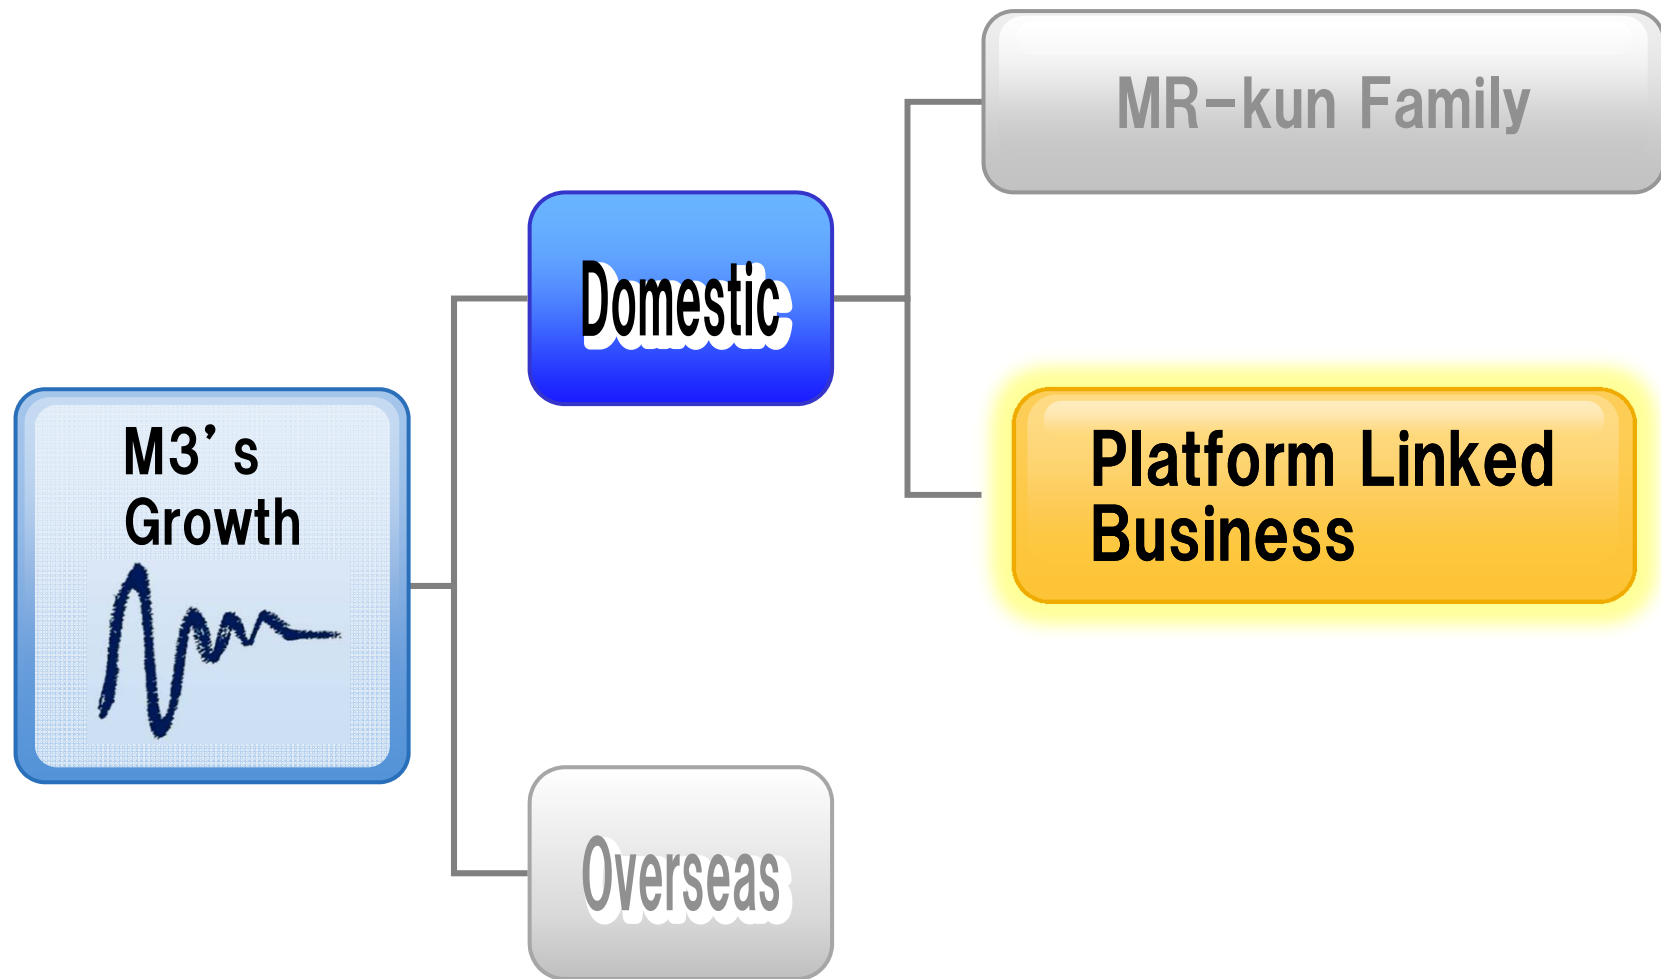 MR-kun Family
Domestic
M3's
Growth
Platform Linked
Business
Overseas